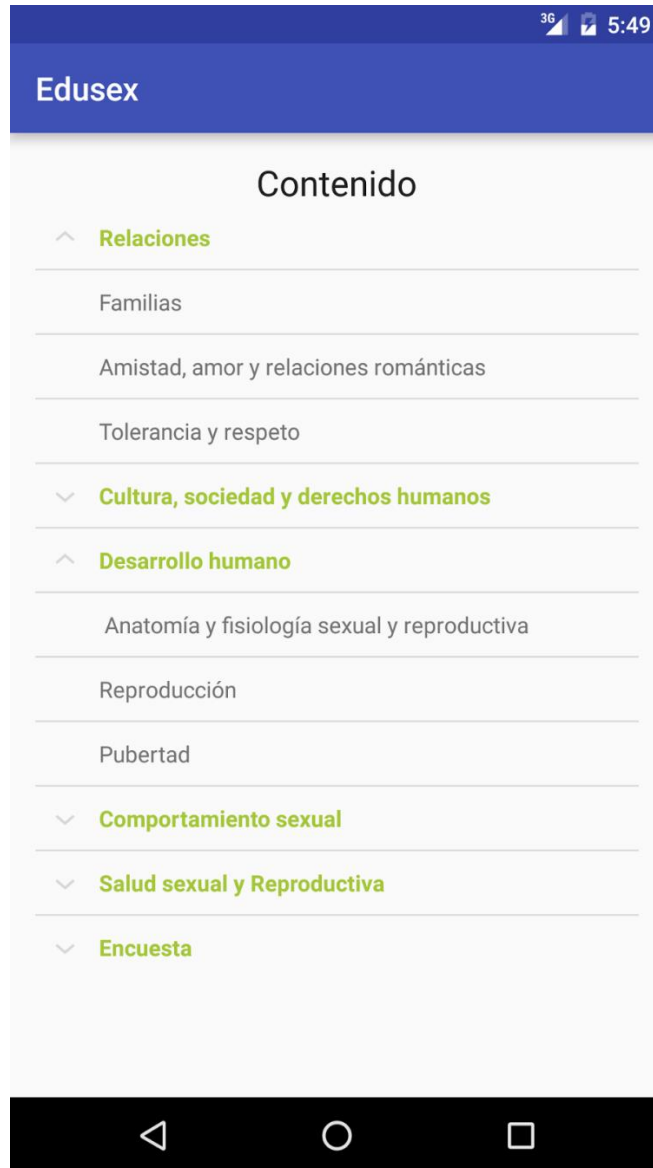 3G 5:49
Edusex
Contenido
Relaciones
Familias
Amistad, amor y relaciones románticas
Tolerancia y respeto
Cultura, sociedad y derechos humanos
Desarrollo humano
Anatomía y fisiología sexual y reproductiva
Reproducción
Pubertad
Comportamiento sexual
Salud sexual y Reproductiva
Encuesta